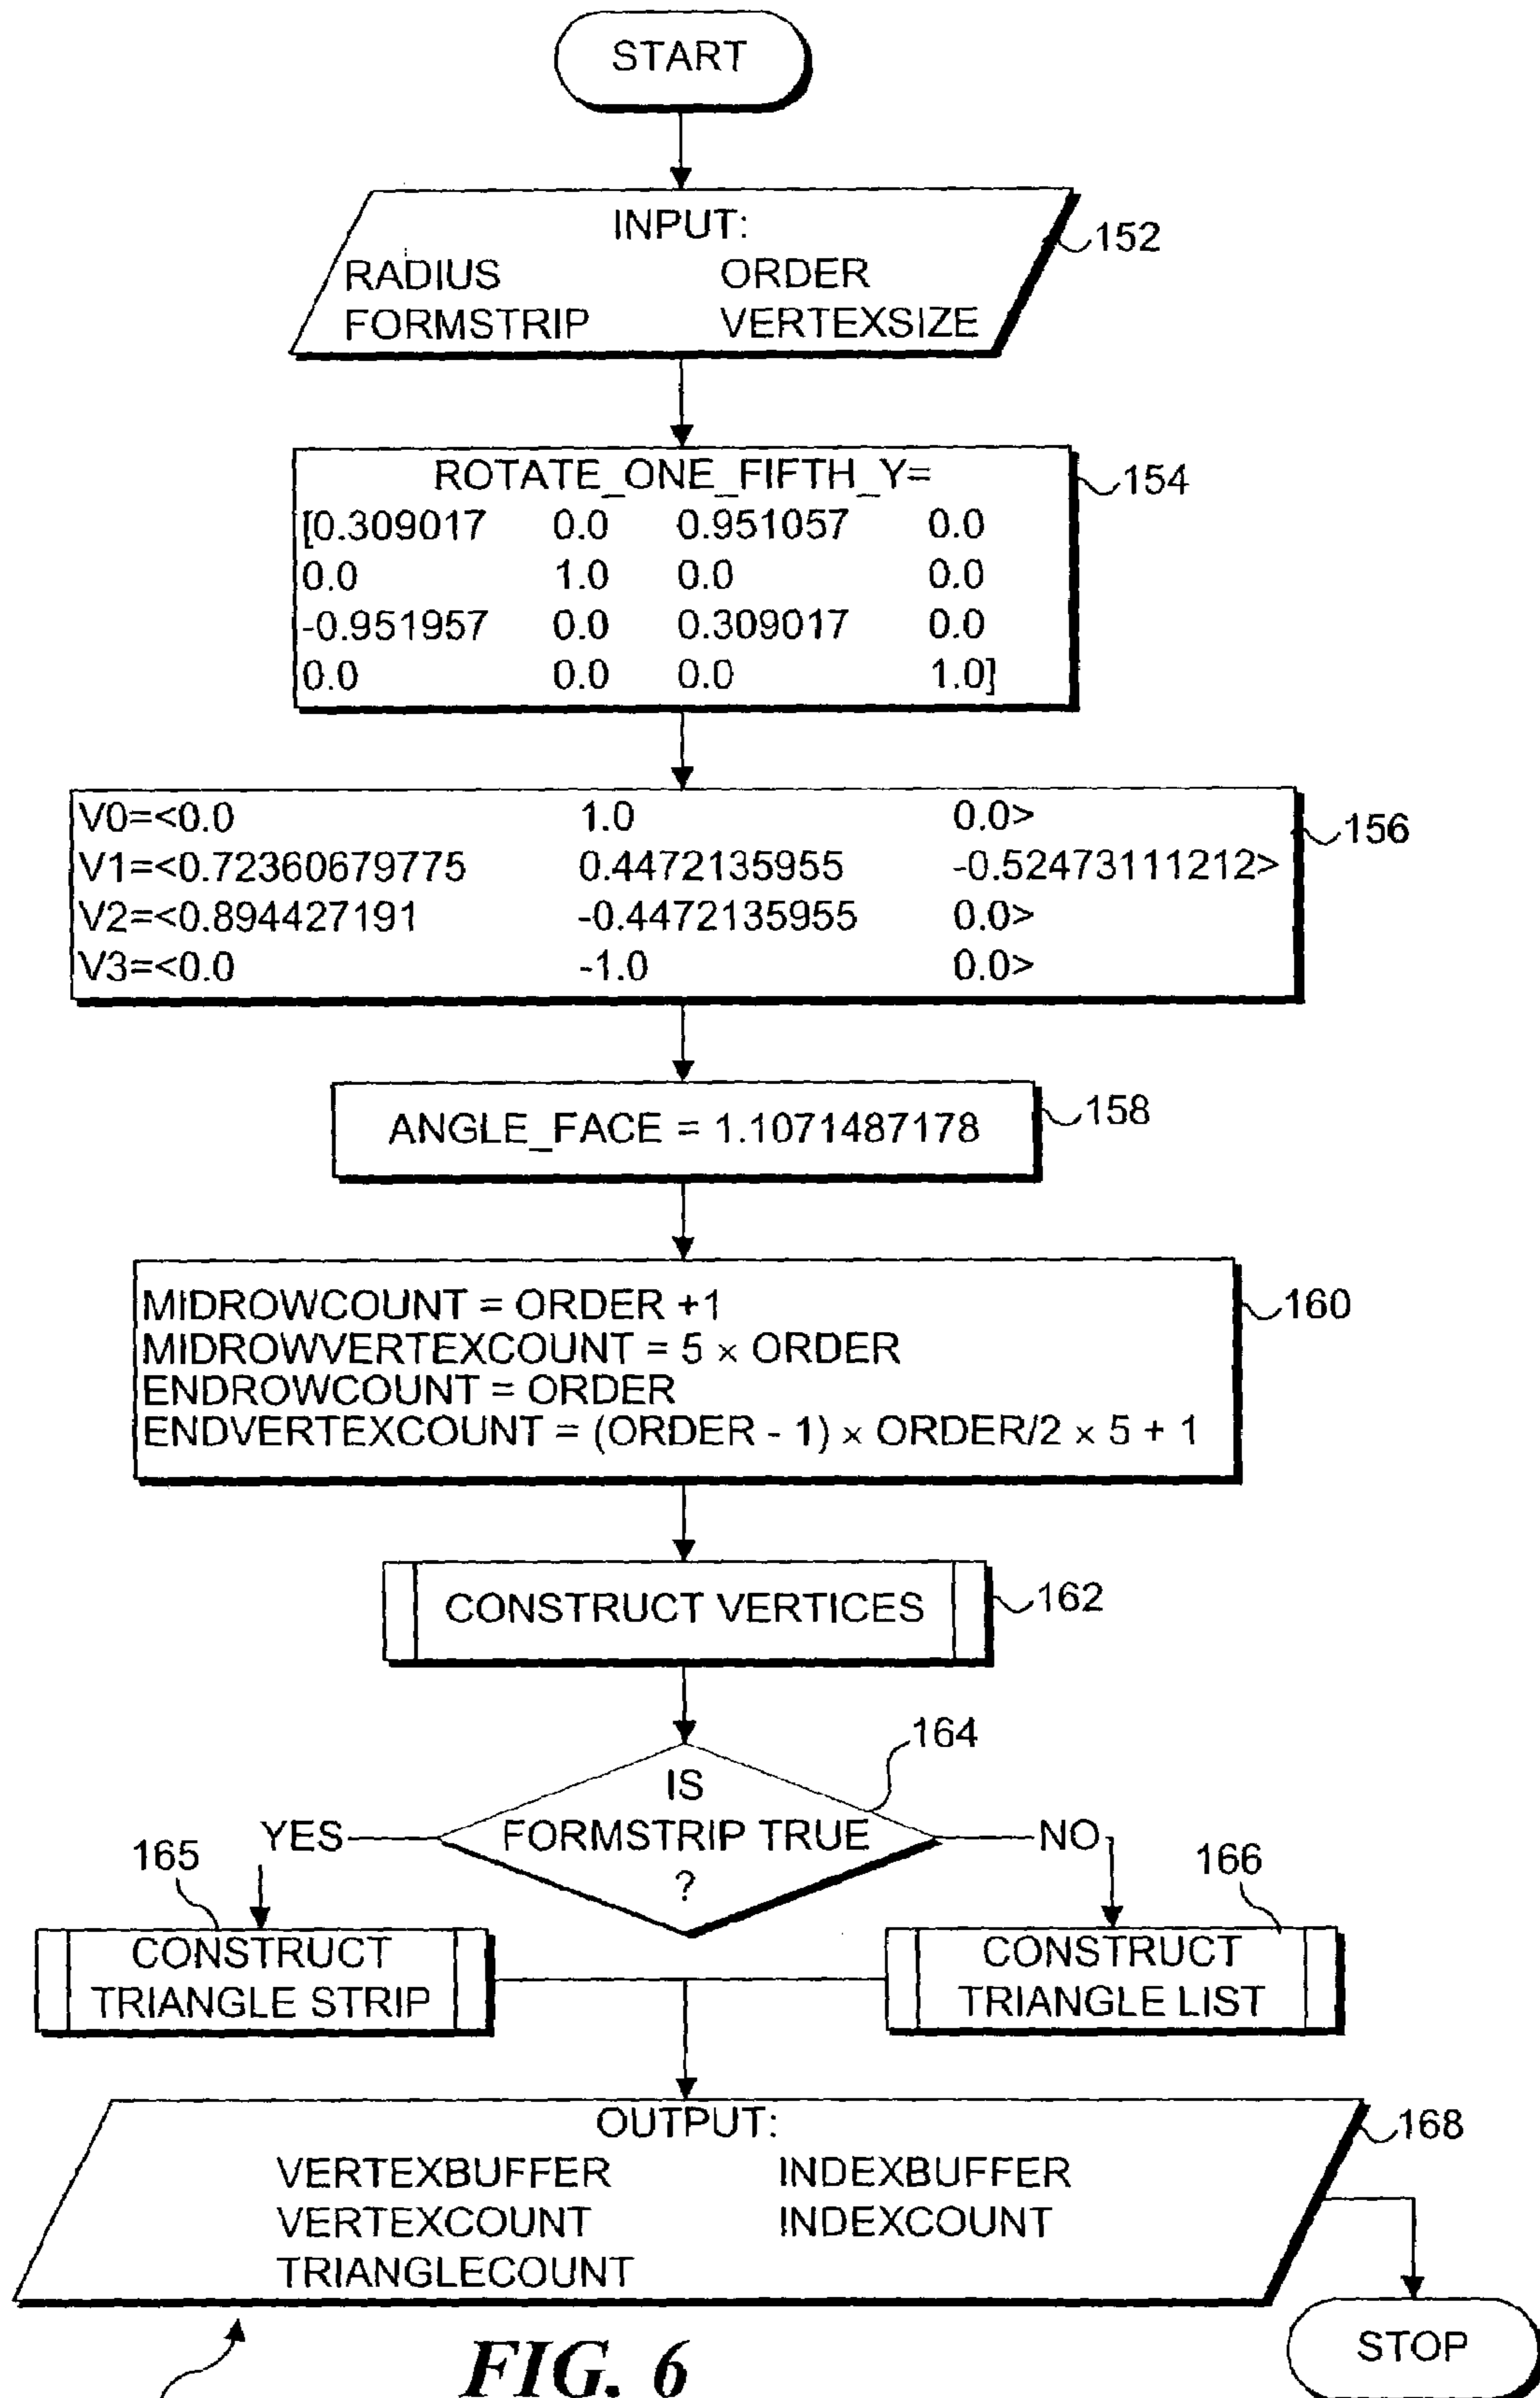 START
INPUT:
RADIUS ORDER
FORMSTRIP VERTEXSIZE
152
ROTATE_ONE_FIFTH_Y=
[0.309017 0.0 0.951057 0.0
0.0 1.0 0.0 0.0
-0.951957 0.0 0.309017 0.0
0.0 0.0 0.0 1.0]
154
V0=<0.0 1.0 0.0>
V1=<0.72360679775 0.4472135955 -0.52473111212>
V2=<0.894427191 -0.4472135955 0.0>
V3=<0.0 -1.0 0.0>
156
ANGLE_FACE = 1.1071487178
158
MIDROWCOUNT = ORDER +1
MIDROWVERTEXCOUNT = 5 × ORDER
ENDROWCOUNT = ORDER
ENDVERTEXCOUNT = (ORDER - 1) × ORDER/2 × 5 + 1
160
CONSTRUCT VERTICES
162
164
IS
FORMSTRIP TRUE
?
YES
NO
165
CONSTRUCT
TRIANGLE STRIP
166
CONSTRUCT
TRIANGLE LIST
OUTPUT:
VERTEXBUFFER INDEXBUFFER
VERTEXCOUNT INDEXCOUNT
TRIANGLECOUNT
168
STOP
FIG. 6